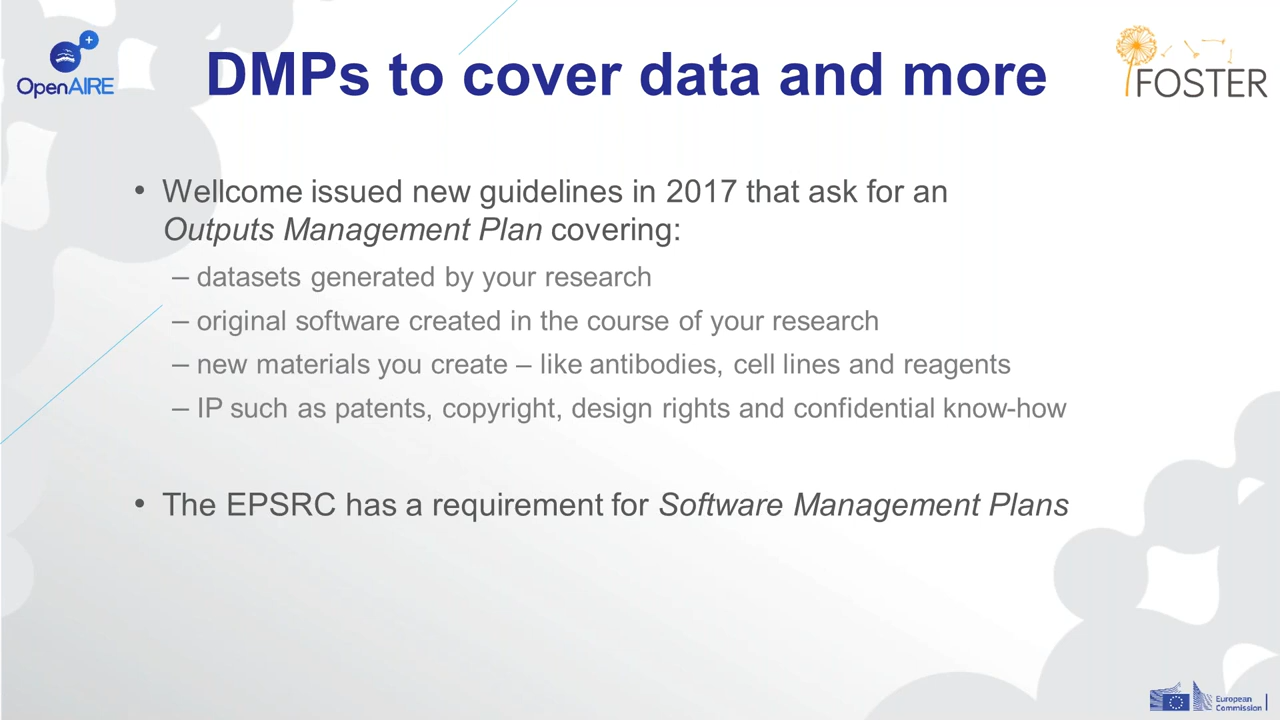 OpenAIRE
DMPs to cover data and more
FOSTER
• Wellcome issued new guidelines in 2017 that ask for an
Outputs Management Plan covering:
– datasets generated by your research
– original software created in the course of your research
– new materials you create – like antibodies, cell lines and reagents
– IP such as patents, copyright, design rights and confidential know-how
• The EPSRC has a requirement for Software Management Plans
European
Commission